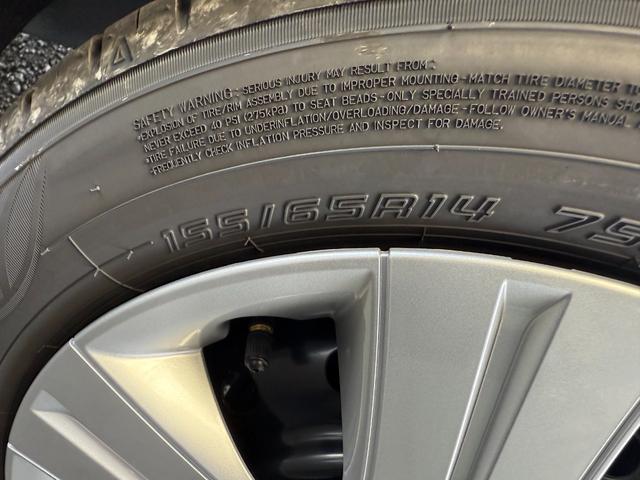 SAFETY WARNING: SERIOUS INJURY MAY RESULT FROM:
•EXPLOSION OF TIRE/RIM ASSEMBLY DUE TO IMPROPER MOUNTING-MATCH TIRE DIAMETER TO
NEVER EXCEED 40 PSI (275kPa) TO SEAT BEADS-ONLY SPECIALLY TRAINED PERSONS
•TIRE FAILURE DUE TO UNDERINFLATION/OVERLOADING/DAMAGE-FOLLOW OWNER'S MANUAL
•FREQUENTLY CHECK INFLATION PRESSURE AND INSPECT FOR DAMAGE.
155/65R14 75